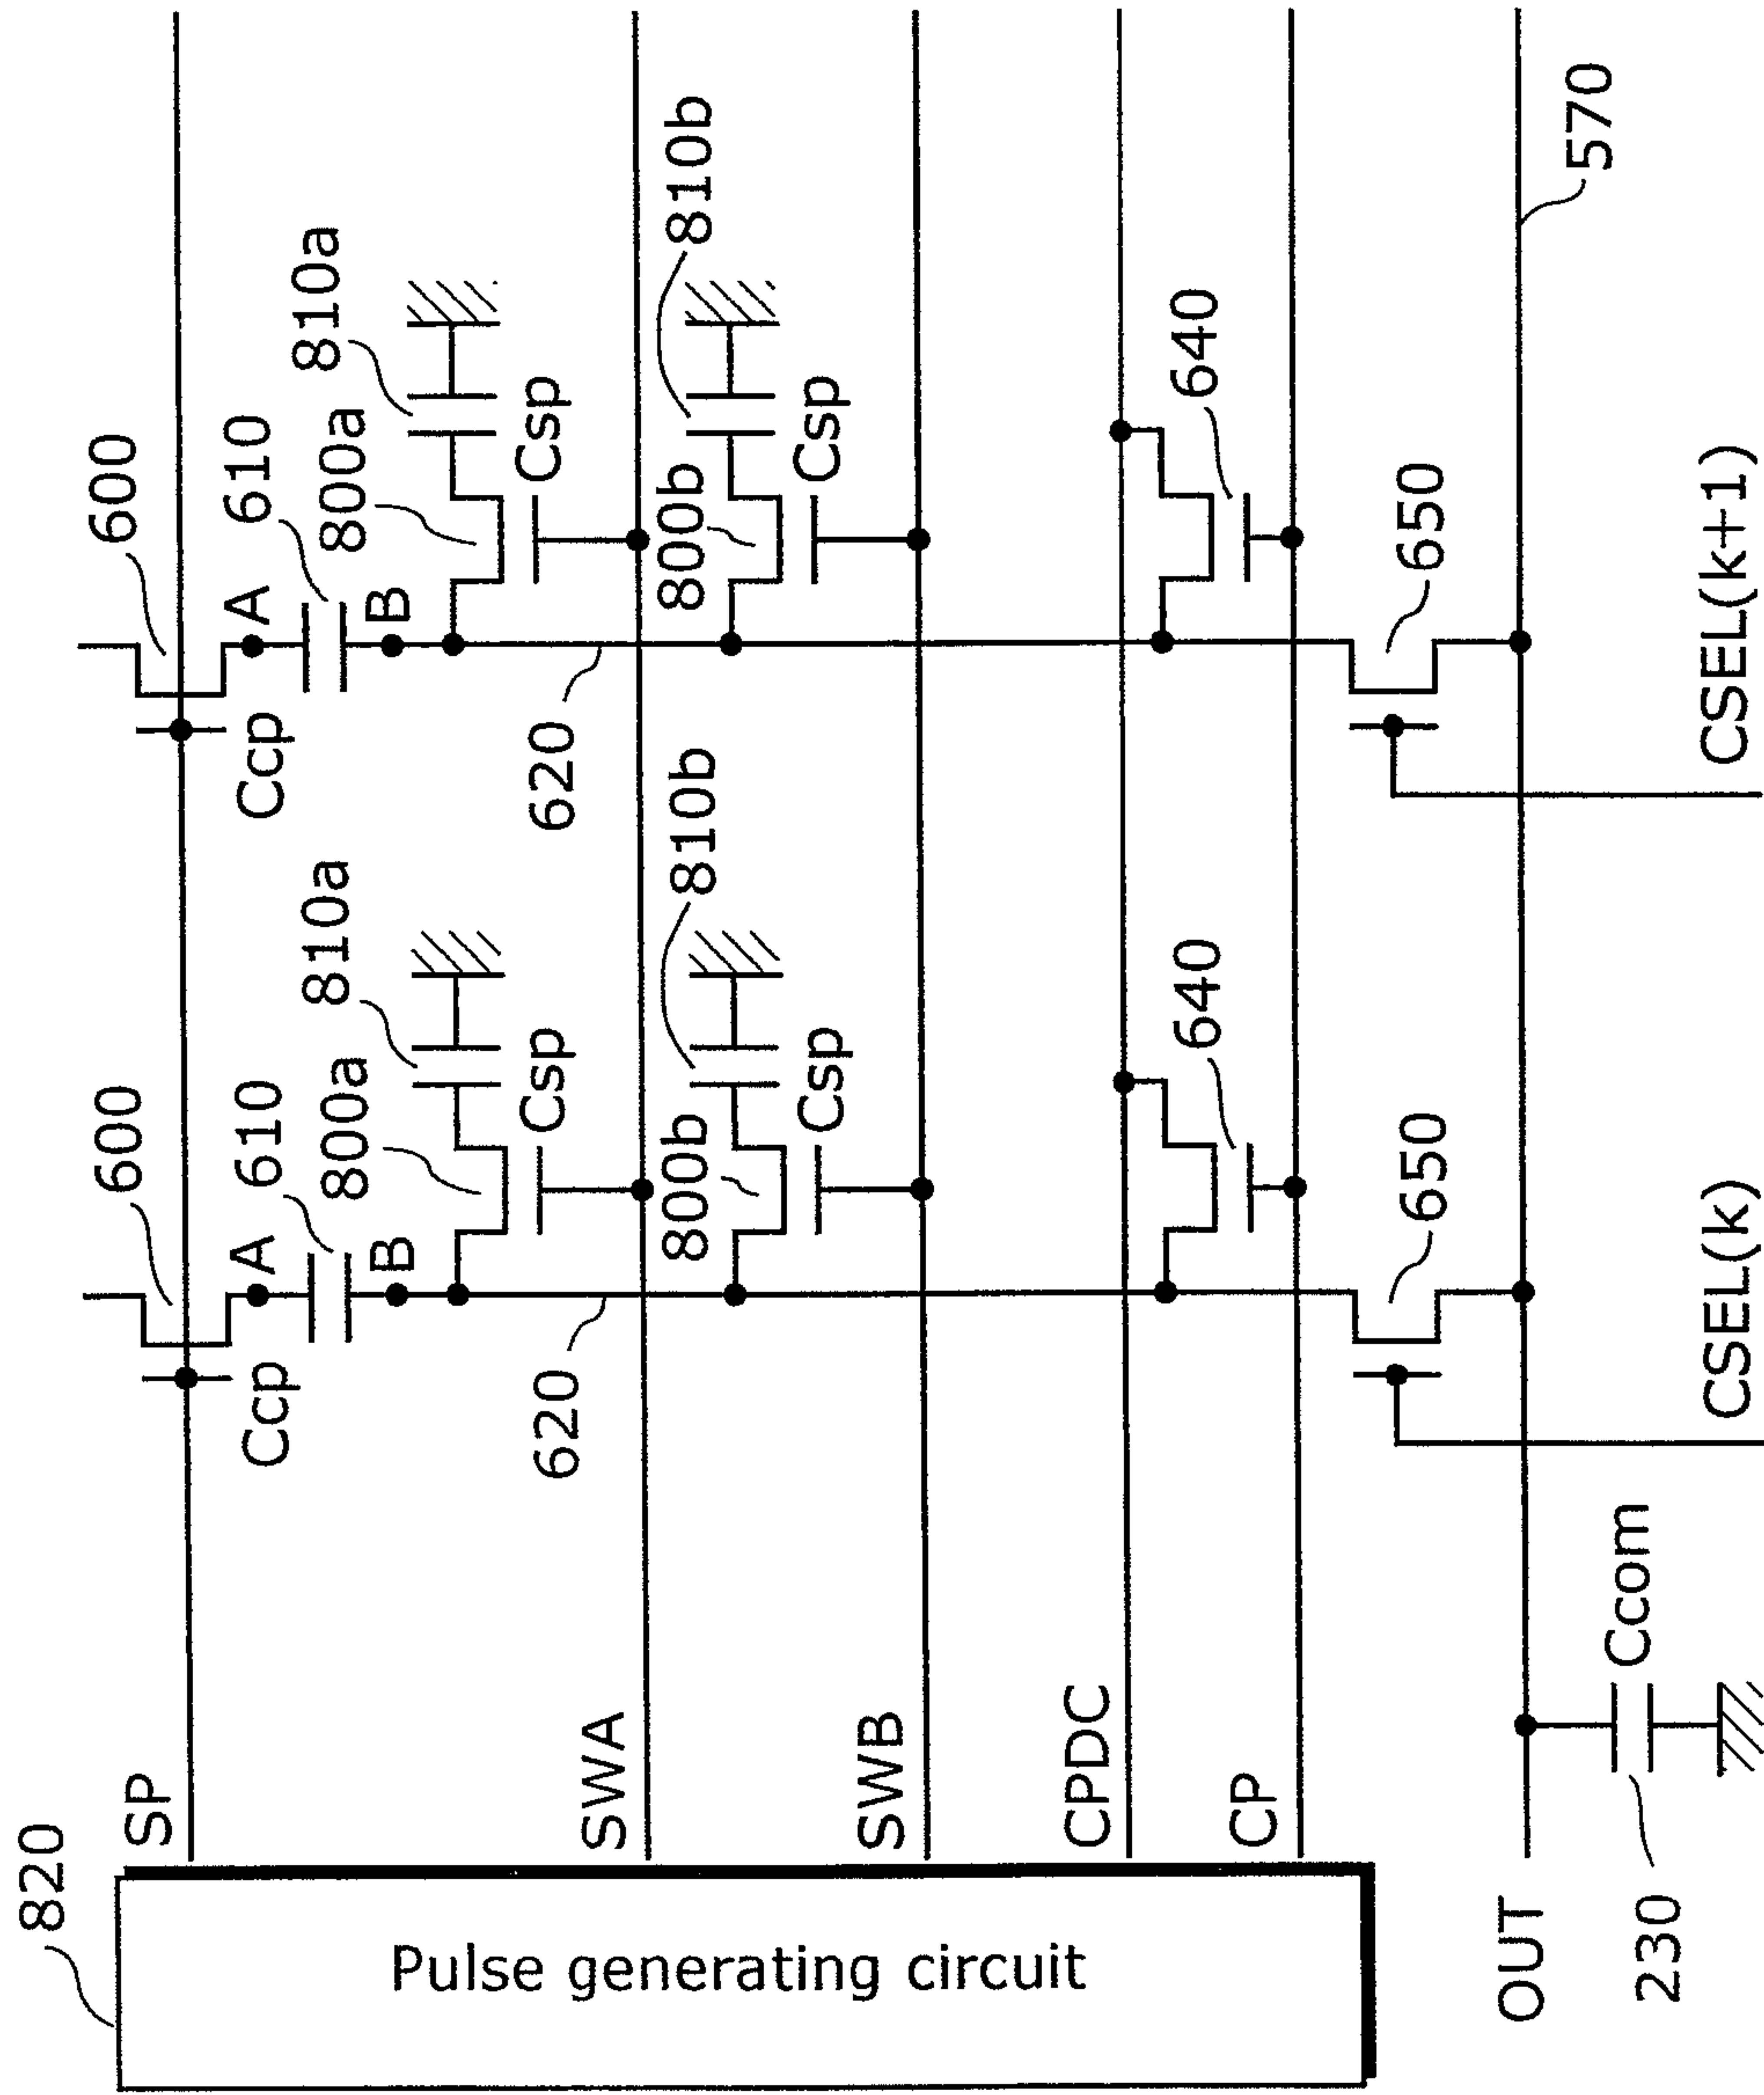 820
Pulse generating circuit
SP
SWA
SWB
CPDC
CP
OUT
230
Ccom
600
A
610
Ccp
B
800a
810a
Csp
620
800b
810b
Csp
640
650
CSEL(k)
600
A
610
Ccp
B
800a
810a
Csp
620
800b
810b
Csp
640
650
CSEL(k+1)
570